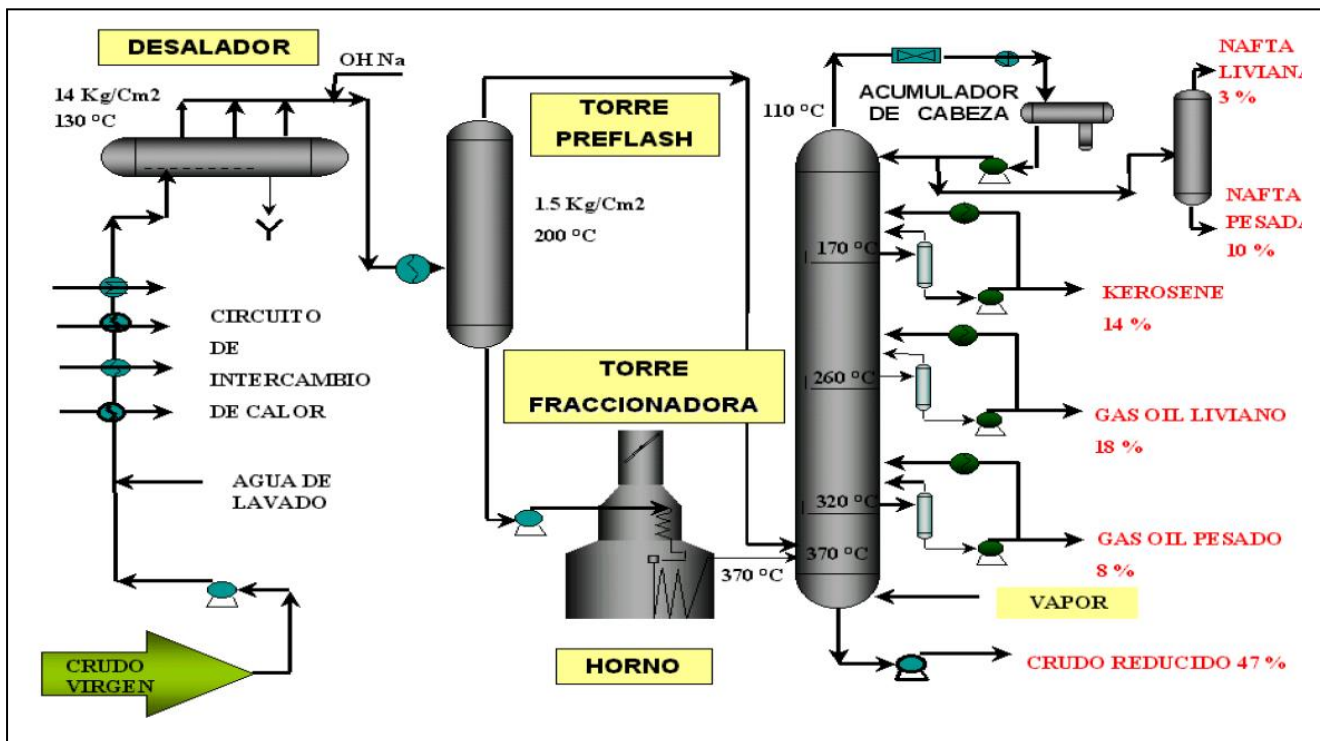 DESALADOR
OH Na
14 Kg/Cm2
130 °C
TORRE
PREFLASH
1.5 Kg/Cm2
200 °C
110 °C
ACUMULADOR
DE CABEZA
NAFTA
LIVIANA
3 %
NAFTA
PESADA
10 %
170 °C
KEROSENE
14 %
CIRCUITO
DE
INTERCAMBIO
DE CALOR
TORRE
FRACCIONADORA
260 °C
GAS OIL LIVIANO
18 %
AGUA DE
LAVADO
320 °C
GAS OIL PESADO
8 %
370 °C
370 °C
VAPOR
CRUDO
VIRGEN
HORNO
CRUDO REDUCIDO 47 %